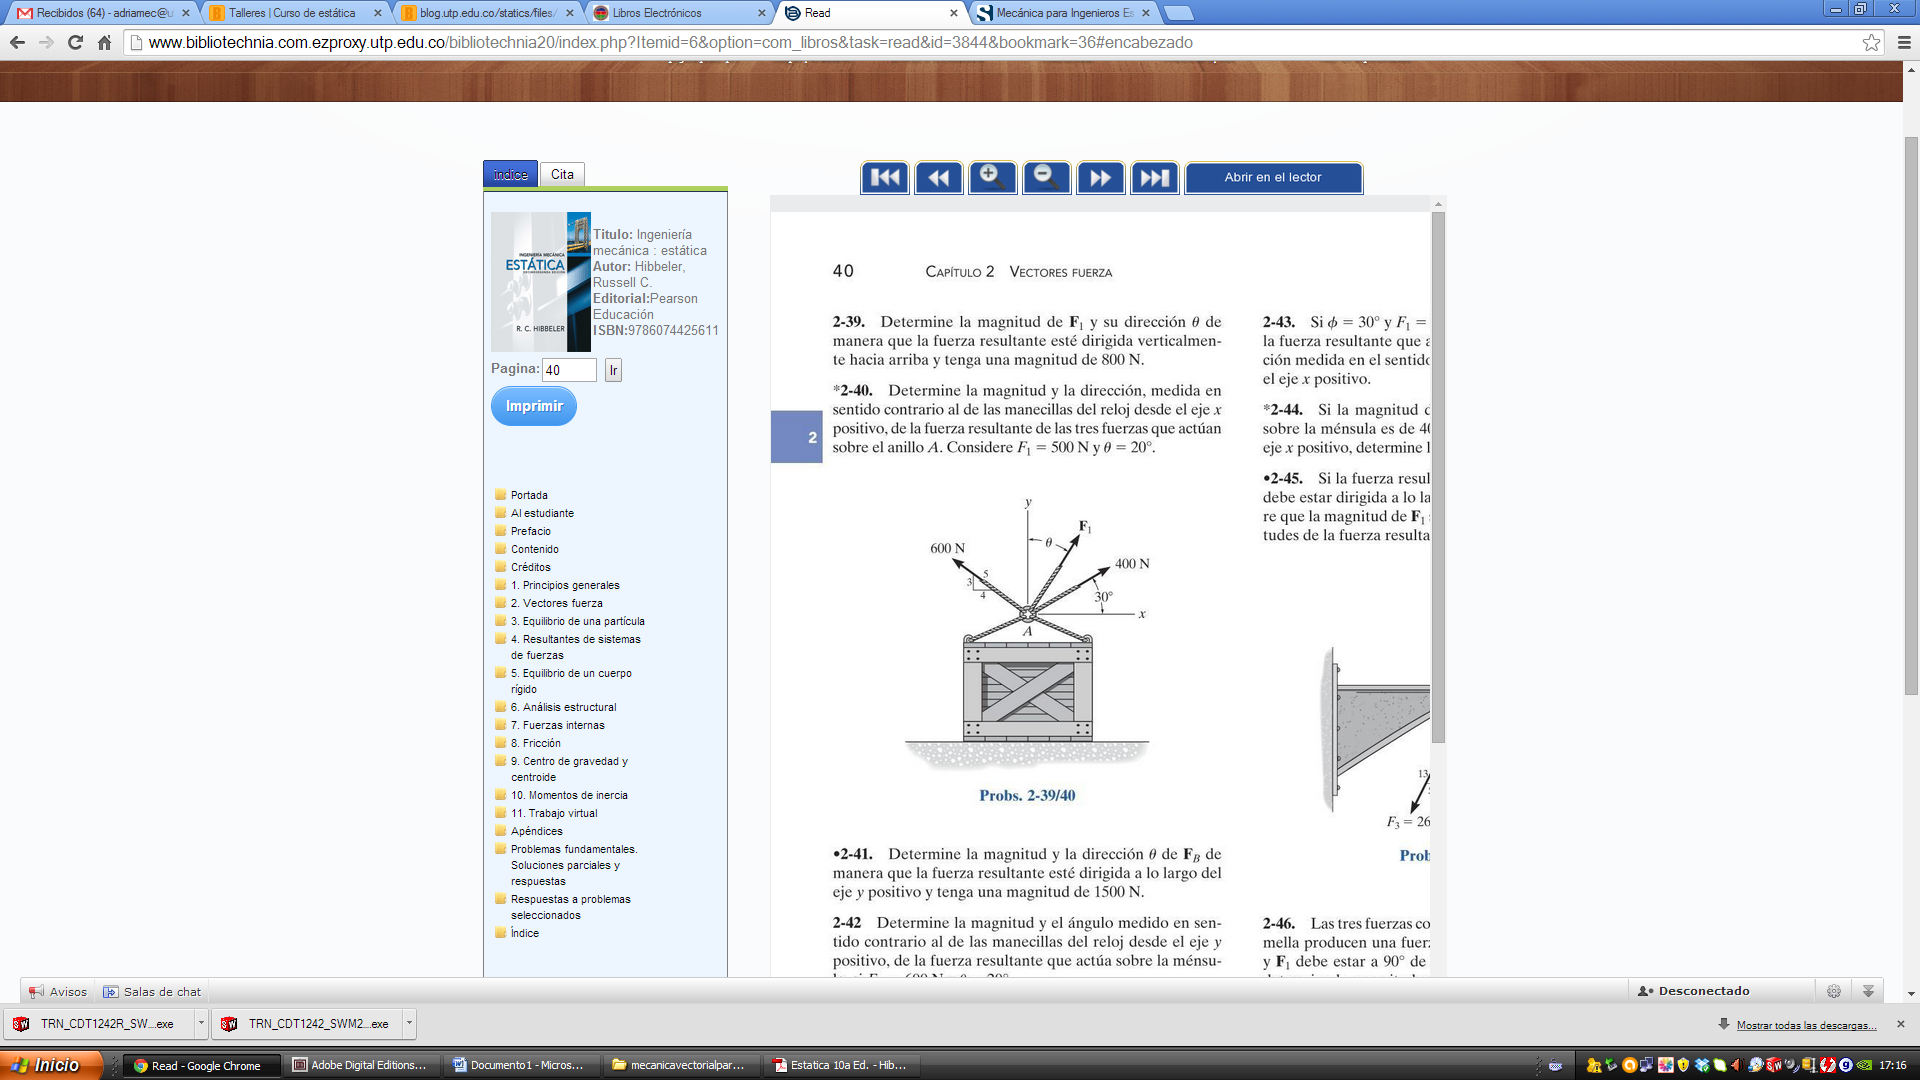 Recibidos (64) - adriamec@u
Talleres | Curso de estática
blog.utp.edu.co/statics/files/
Libros Electrónicos
Read
Mecánica para Ingenieros Es
www.bibliotechnia.com.ezproxy.utp.edu.co/bibliotechnia20/index.php?Itemid=6&option=com_libros&task=read&id=3844&bookmark=36#encabezado
indice
Cita
Abrir en el lector
INGENIERÍA MECÁNICA
ESTÁTICA
R. C. HIBBELER
Titulo: Ingeniería
mecánica : estática
Autor: Hibbeler,
Russell C.
Editorial:Pearson
Educación
ISBN:9786074425611
Pagina: 40 Ir
Imprimir
Portada
Al estudiante
Prefacio
Contenido
Créditos
1. Principios generales
2. Vectores fuerza
3. Equilibrio de una partícula
4. Resultantes de sistemas
de fuerzas
5. Equilibrio de un cuerpo
rígido
6. Análisis estructural
7. Fuerzas internas
8. Fricción
9. Centro de gravedad y
centroide
10. Momentos de inercia
11. Trabajo virtual
Apéndices
Problemas fundamentales.
Soluciones parciales y
respuestas
Respuestas a problemas
seleccionados
Índice
40 CAPÍTULO 2 VECTORES FUERZA
2-39. Determine la magnitud de F1 y su dirección θ de
manera que la fuerza resultante esté dirigida verticalmen-
te hacia arriba y tenga una magnitud de 800 N.
*2-40. Determine la magnitud y la dirección, medida en
sentido contrario al de las manecillas del reloj desde el eje x
positivo, de la fuerza resultante de las tres fuerzas que actúan
sobre el anillo A. Considere F1 = 500 N y θ = 20°.
2
y
F1
θ
600 N
400 N
5
3
4
30°
x
A
Probs. 2-39/40
•2-41. Determine la magnitud y la dirección θ de FB de
manera que la fuerza resultante esté dirigida a lo largo del
eje y positivo y tenga una magnitud de 1500 N.
2-42 Determine la magnitud y el ángulo medido en sen-
tido contrario al de las manecillas del reloj desde el eje y
positivo, de la fuerza resultante que actúa sobre la ménsu-
2-43. Si ϕ = 30° y F1 =
la fuerza resultante que a
ción medida en el sentido
el eje x positivo.
*2-44. Si la magnitud d
sobre la ménsula es de 40
eje x positivo, determine l
•2-45. Si la fuerza resul
debe estar dirigida a lo la
re que la magnitud de F1
tudes de la fuerza resulta
13
F3 = 26
Prob
2-46. Las tres fuerzas co
mella producen una fuerz
y F1 debe estar a 90° de
Avisos
Salas de chat
Desconectado
TRN_CDT1242R_SW....exe
TRN_CDT1242_SWM2....exe
Mostrar todas las descargas...
Inicio
Read - Google Chrome
Adobe Digital Editions...
Documento1 - Micros...
mecanicavectorialpar...
Estatica 10a Ed. - Hib...
17:16